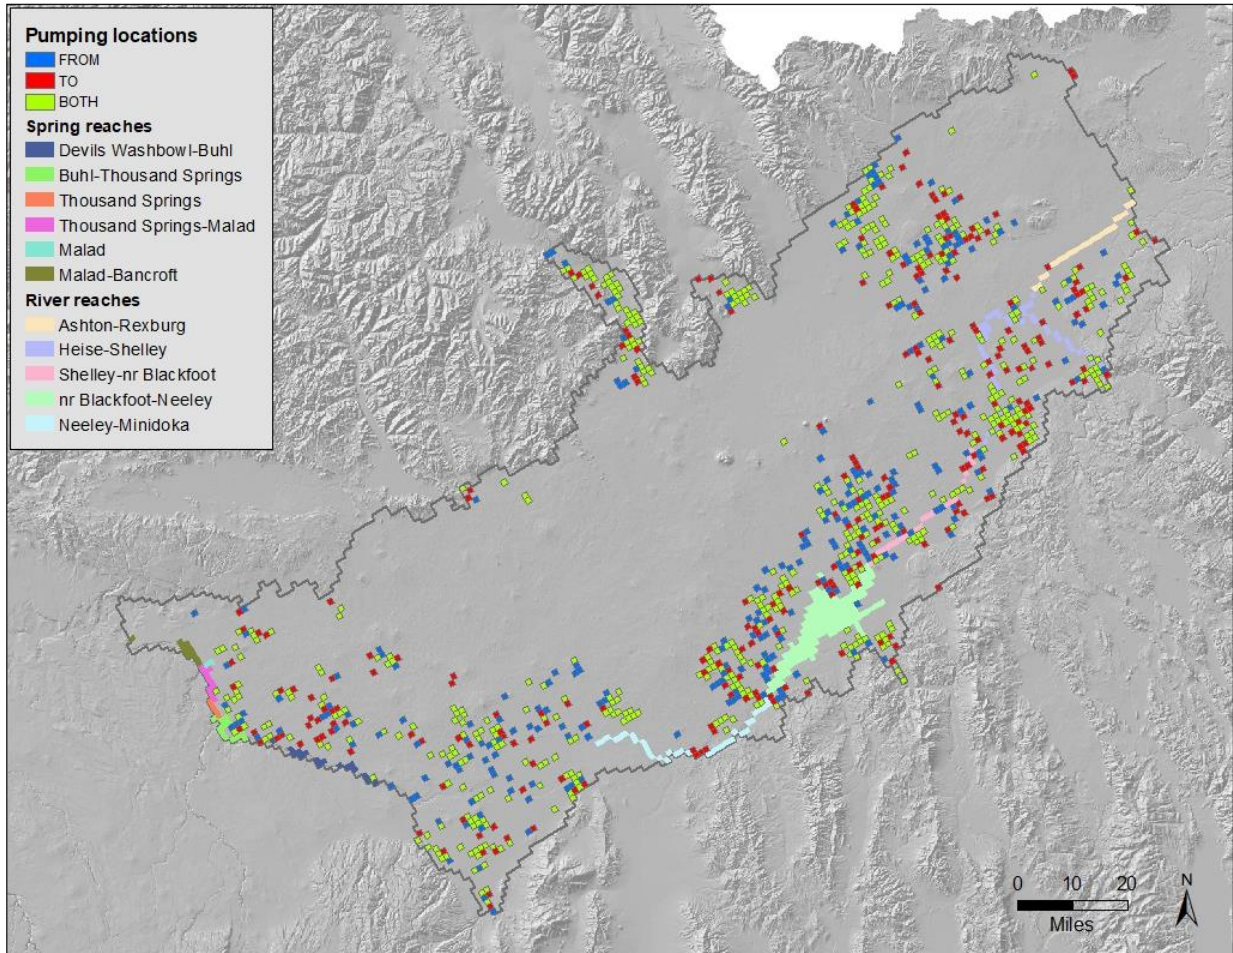 Pumping locations
FROM
TO
BOTH
Spring reaches
Devils Washbowl-Buhl
Buhl-Thousand Springs
Thousand Springs
Thousand Springs-Malad
Malad
Malad-Bancroft
River reaches
Ashton-Rexburg
Heise-Shelley
Shelley-nr Blackfoot
nr Blackfoot-Neeley
Neeley-Minidoka
0 10 20
Miles
N